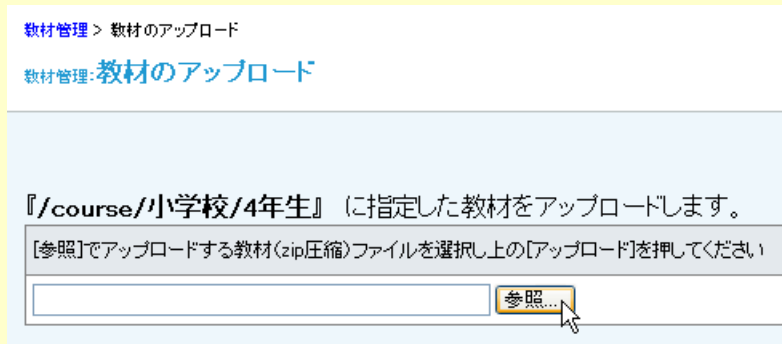 教材管理 > 教材のアップロード
教材管理:教材のアップロード
『/course/小学校/4年生』 に指定した教材をアップロードします。
[参照]でアップロードする教材(zip圧縮)ファイルを選択し上の[アップロード]を押してください
参照...